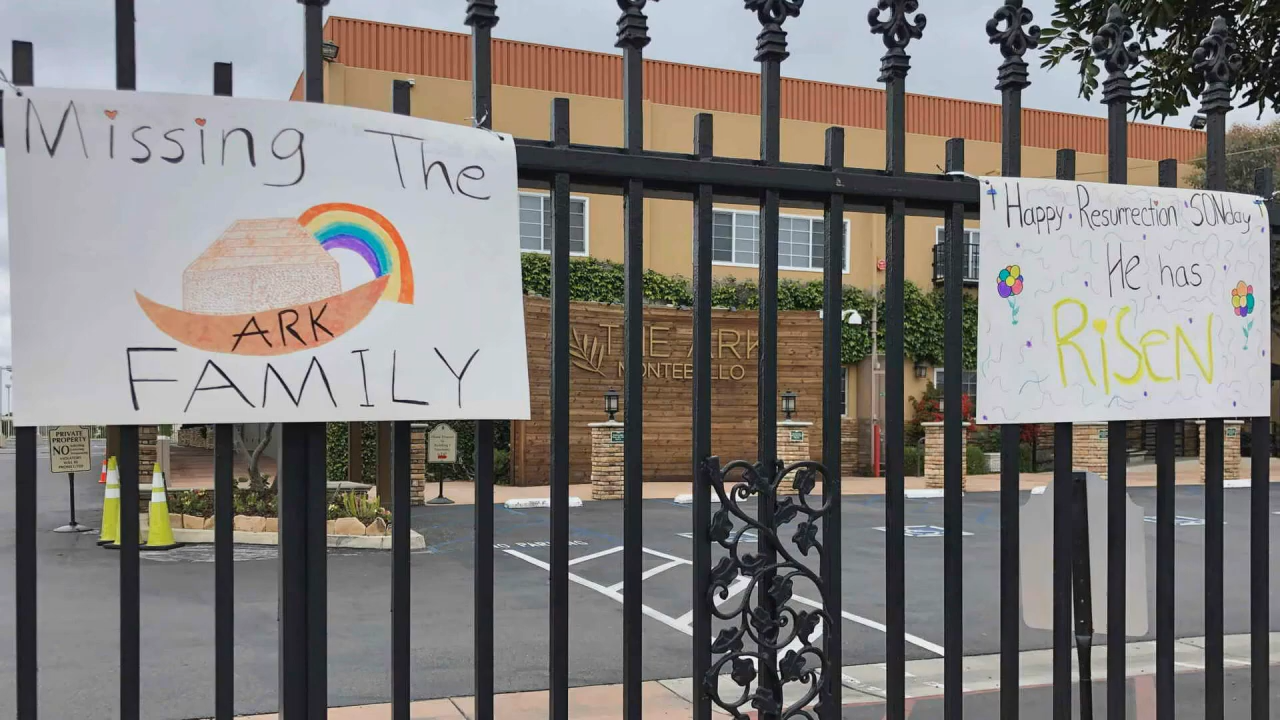 Missing The
ARK
FAMILY
Happy Resurrection SONday
He has
RiSeN
THE ARK
MONTEBELLO
PRIVATE
PROPERTY
NO